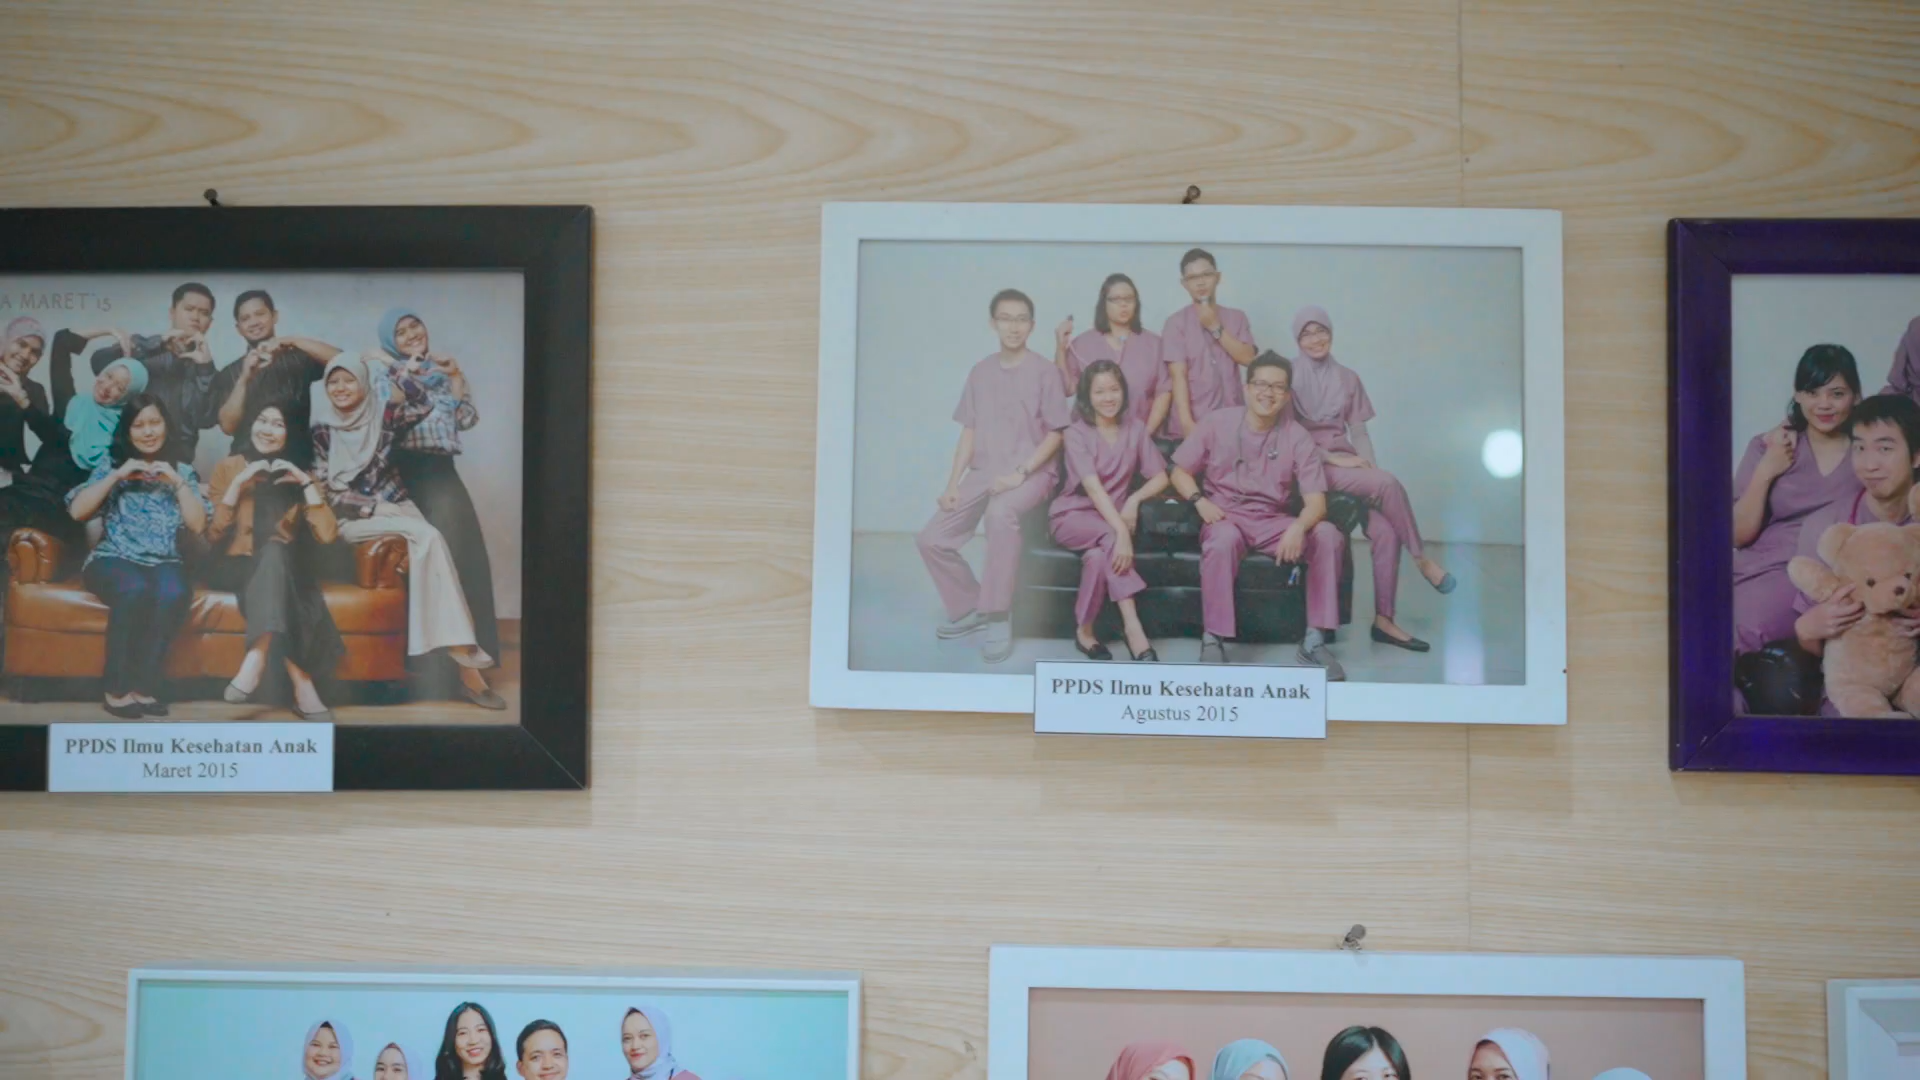 A MARET'15
PPDS Ilmu Kesehatan Anak
Maret 2015
PPDS Ilmu Kesehatan Anak
Agustus 2015